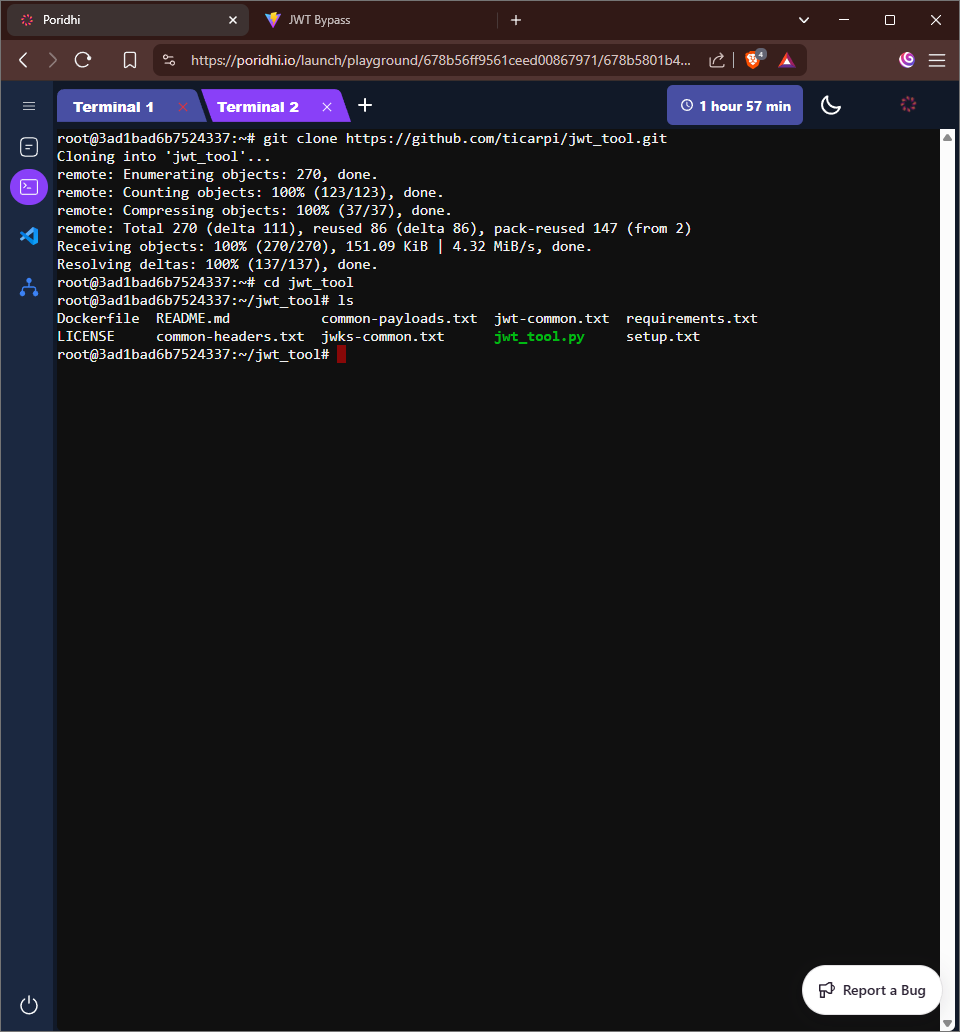 Poridhi
JWT Bypass
https://poridhi.io/launch/playground/678b56ff9561ceed00867971/678b5801b4...
4
Terminal 1
Terminal 2
1 hour 57 min
root@3ad1bad6b7524337:~# git clone https://github.com/ticarpi/jwt_tool.git
Cloning into 'jwt_tool'...
remote: Enumerating objects: 270, done.
remote: Counting objects: 100% (123/123), done.
remote: Compressing objects: 100% (37/37), done.
remote: Total 270 (delta 111), reused 86 (delta 86), pack-reused 147 (from 2)
Receiving objects: 100% (270/270), 151.09 KiB | 4.32 MiB/s, done.
Resolving deltas: 100% (137/137), done.
root@3ad1bad6b7524337:~# cd jwt_tool
root@3ad1bad6b7524337:~/jwt_tool# ls
Dockerfile  README.md           common-payloads.txt  jwt-common.txt  requirements.txt
LICENSE     common-headers.txt  jwks-common.txt      jwt_tool.py     setup.txt
root@3ad1bad6b7524337:~/jwt_tool#
Report a Bug